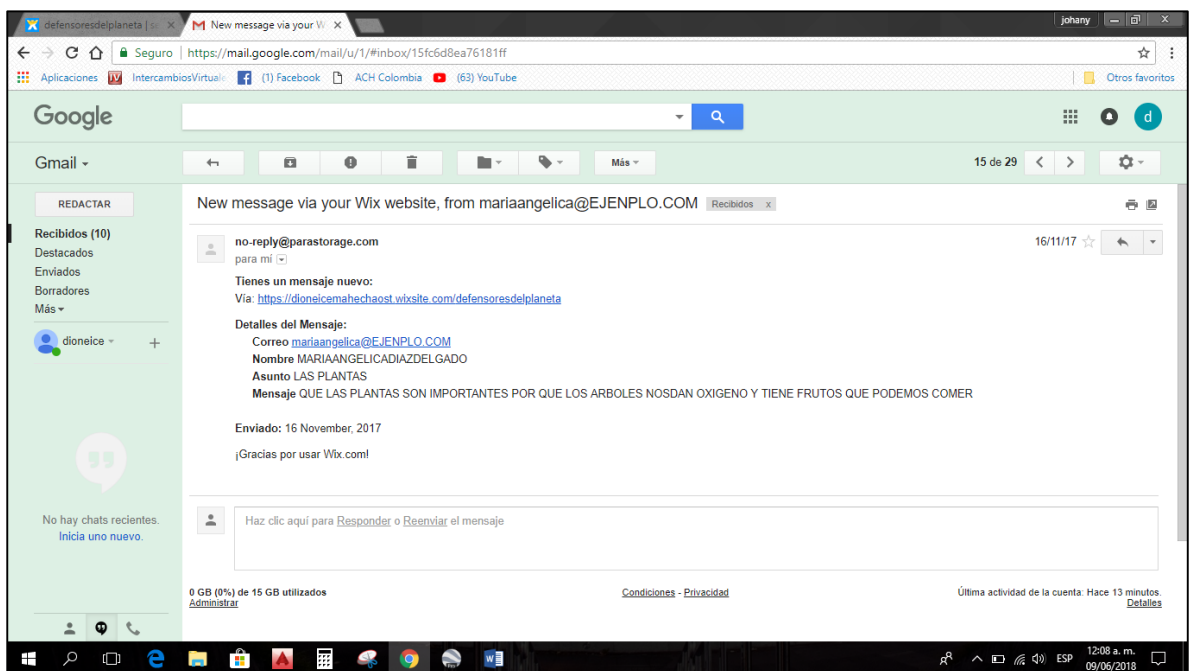 defensoresdelplaneta | s
New message via your W
johany
Seguro | https://mail.google.com/mail/u/1/#inbox/15fc6d8ea76181ff
Aplicaciones IntercambiosVirtuale (1) Facebook ACH Colombia (63) YouTube Otros favoritos
Google
d
Gmail
Más
15 de 29
REDACTAR
New message via your Wix website, from mariaangelica@EJENPLO.COM Recibidos x
Recibidos (10)
Destacados
Enviados
Borradores
Más
dioneice
no-reply@parastorage.com
16/11/17
para mí
Tienes un mensaje nuevo:
Vía: https://dioneicemahechaost.wixsite.com/defensoresdelplaneta
Detalles del Mensaje:
Correo mariaangelica@EJENPLO.COM
Nombre MARIAANGELICADIAZDELGADO
Asunto LAS PLANTAS
Mensaje QUE LAS PLANTAS SON IMPORTANTES POR QUE LOS ARBOLES NOSDAN OXIGENO Y TIENE FRUTOS QUE PODEMOS COMER
Enviado: 16 November, 2017
¡Gracias por usar Wix.com!
No hay chats recientes.
Inicia uno nuevo.
Haz clic aquí para Responder o Reenviar el mensaje
0 GB (0%) de 15 GB utilizados
Administrar
Condiciones - Privacidad
Última actividad de la cuenta: Hace 13 minutos.
Detalles
ESP
12:08 a. m.
09/06/2018